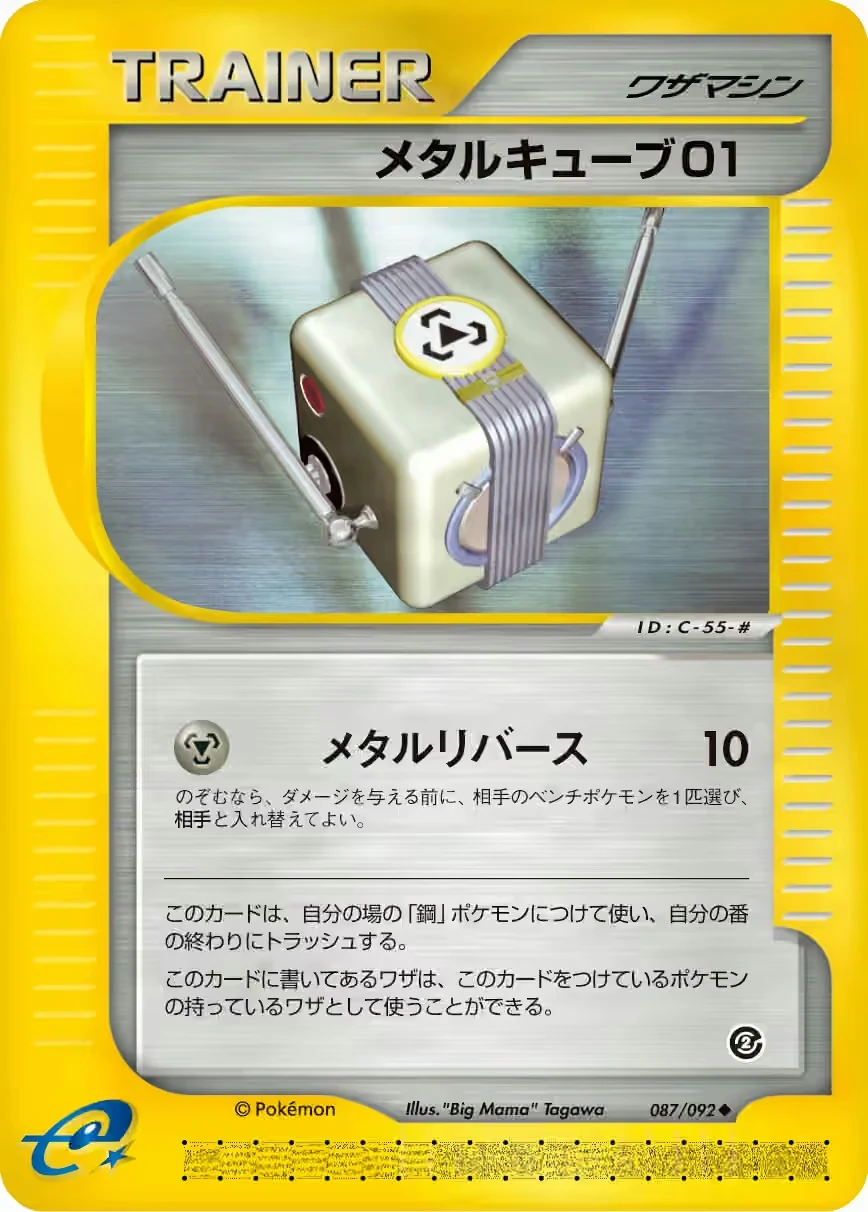 TRAINER
ワザマシン
メタルキューブ01
ID:C-55-#
メタルリバース 10
のぞむなら、ダメージを与える前に、相手のベンチポケモンを1匹選び、
相手と入れ替えてよい。
このカードは、自分の場の「鋼」ポケモンにつけて使い、自分の番
の終わりにトラッシュする。
このカードに書いてあるワザは、このカードをつけているポケモン
の持っているワザとして使うことができる。
2
© Pokémon Illus."Big Mama" Tagawa 087/092◆
e